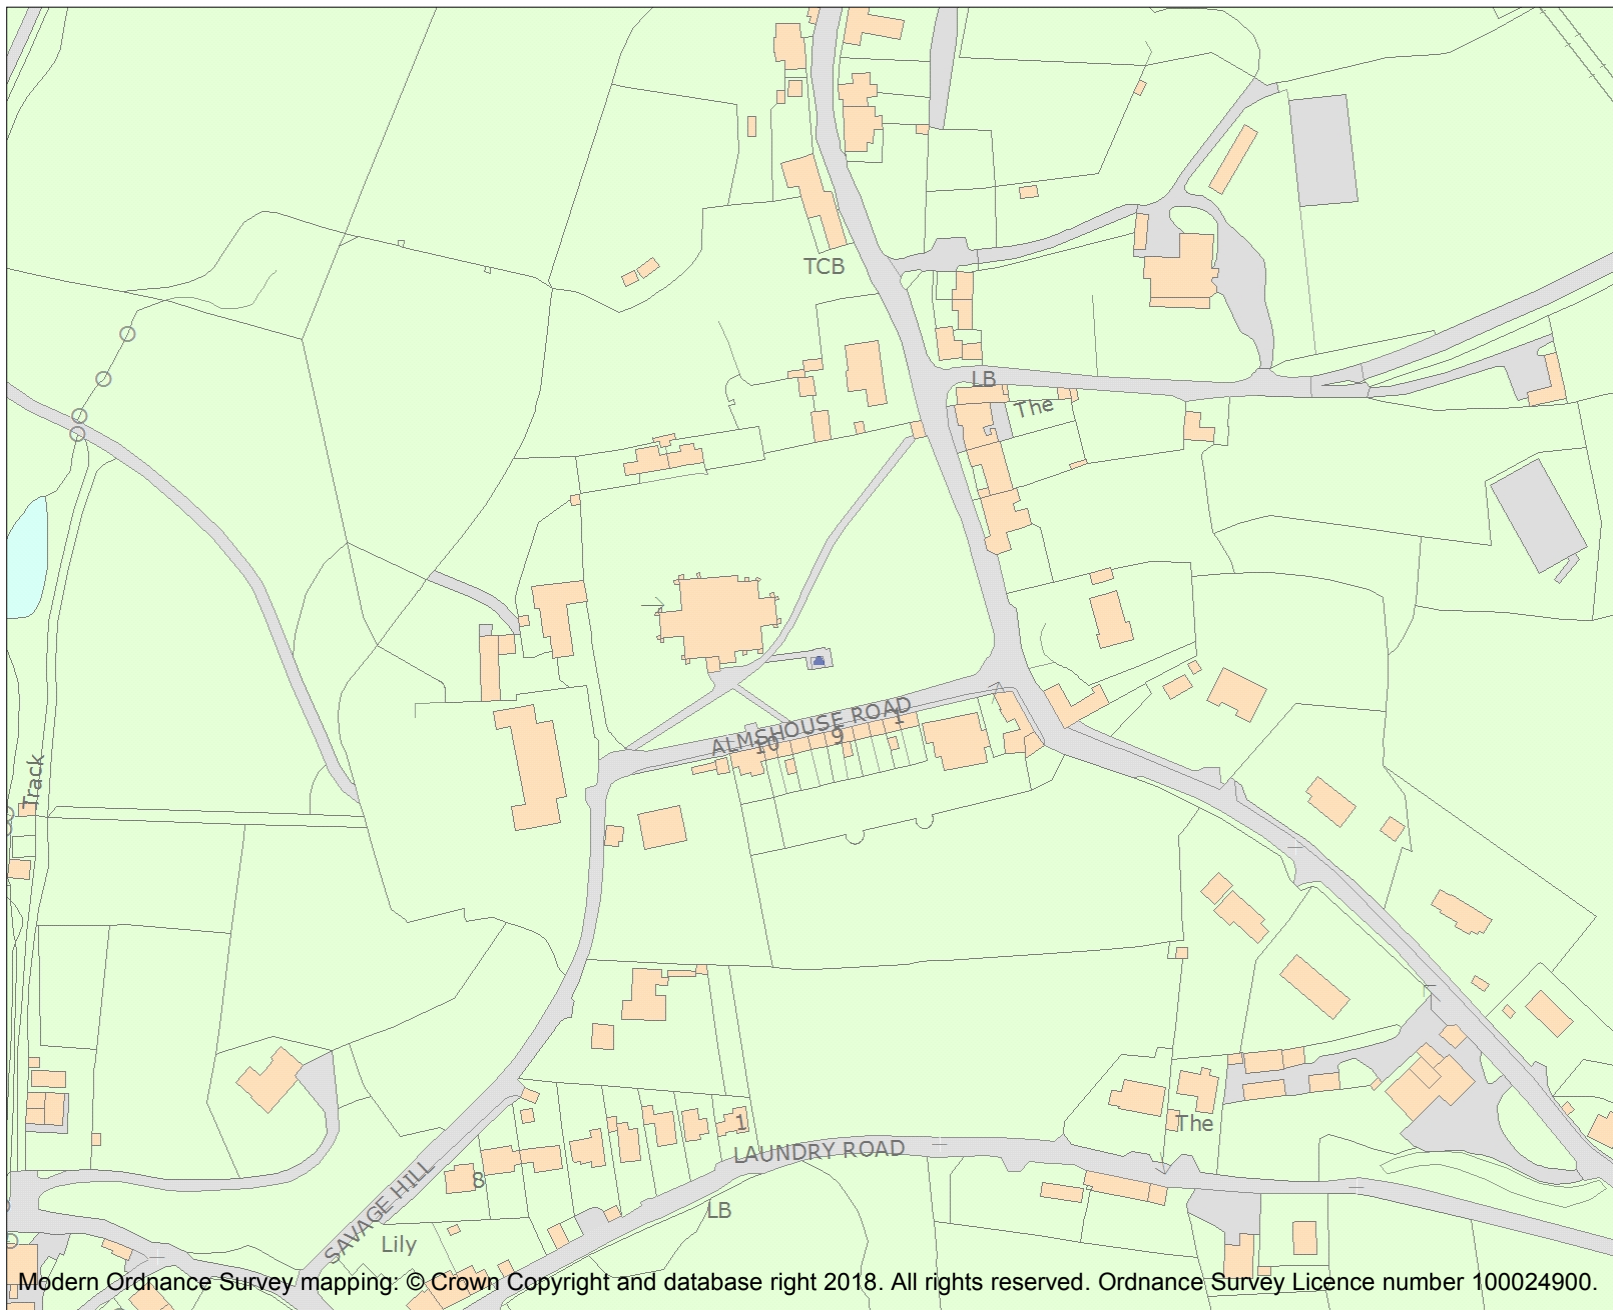 TCB
LB
The
ALMSHOUSE ROAD
1
9
10
Track
1
The
LAUNDRY ROAD
8
SAVAGE HILL
LB
Lily
Modern Ordnance Survey mapping: © Crown Copyright and database right 2018. All rights reserved. Ordnance Survey Licence number 100024900.